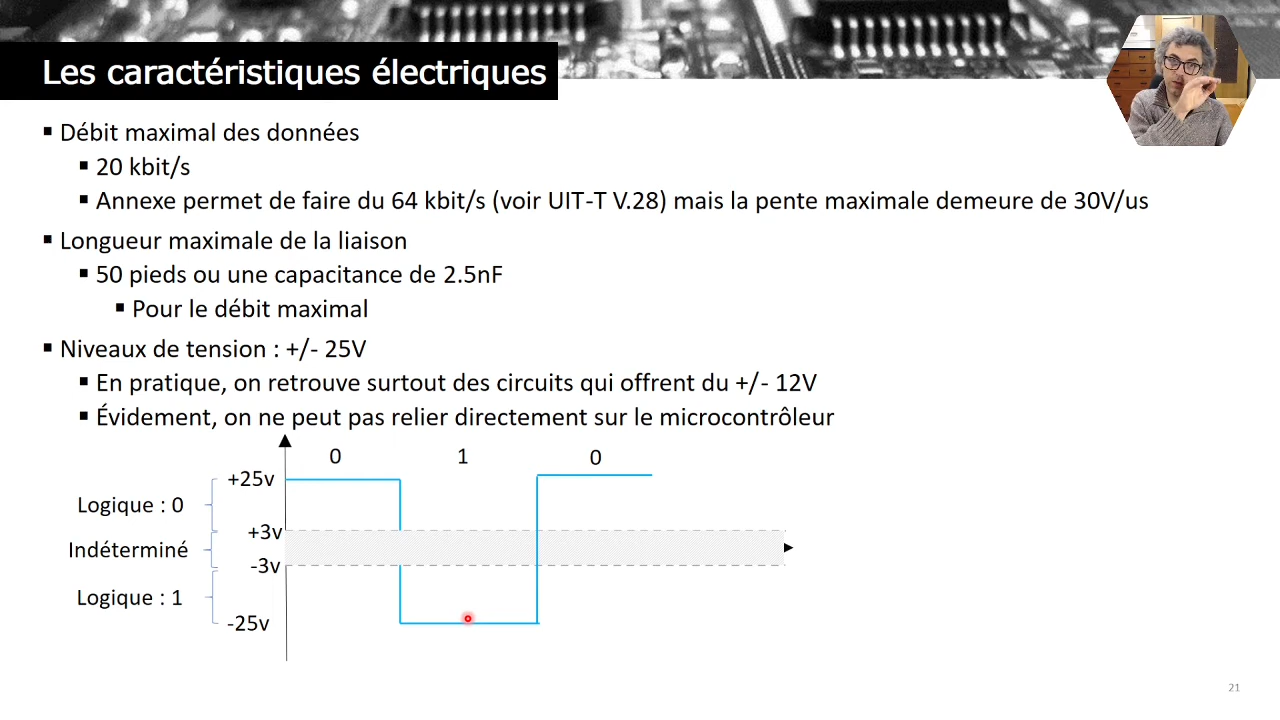 Les caractéristiques électriques
▪ Débit maximal des données
▪ 20 kbit/s
▪ Annexe permet de faire du 64 kbit/s (voir UIT-T V.28) mais la pente maximale demeure de 30V/us
▪ Longueur maximale de la liaison
▪ 50 pieds ou une capacitance de 2.5nF
▪ Pour le débit maximal
▪ Niveaux de tension : +/- 25V
▪ En pratique, on retrouve surtout des circuits qui offrent du +/- 12V
▪ Évidement, on ne peut pas relier directement sur le microcontrôleur
0 1 0
+25v
Logique : 0
+3v
Indéterminé
-3v
Logique : 1
-25v
21